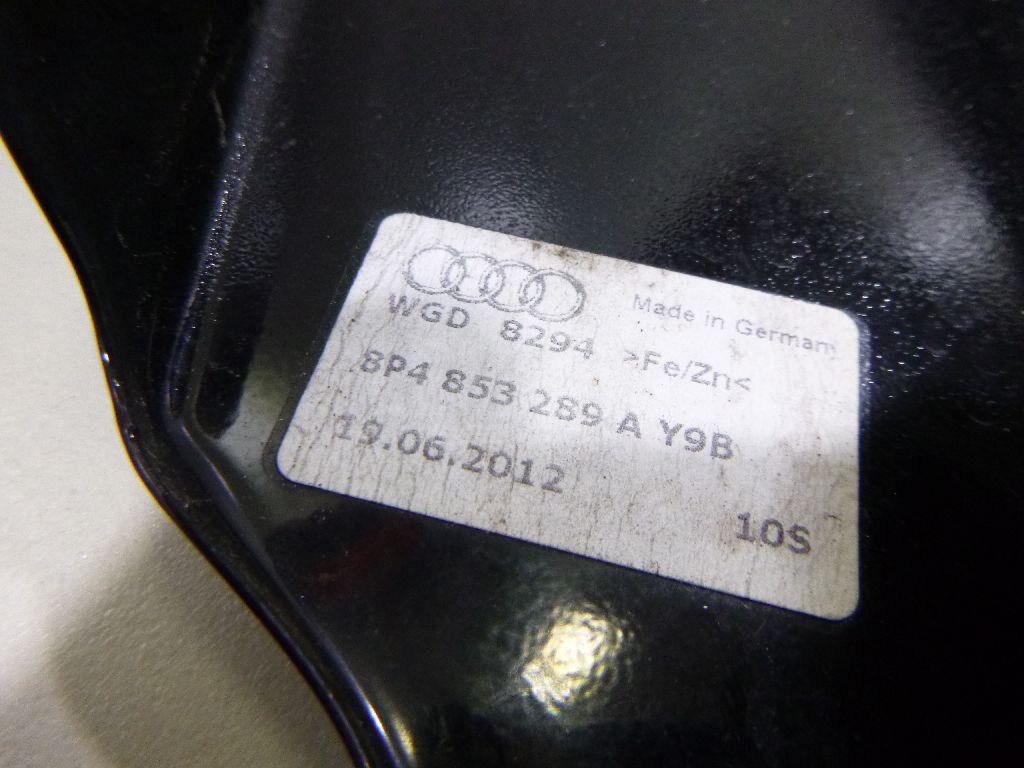 Made in Germany
WGD 8294 >Fe/Zn<
8P4 853 289 A Y9B
19.06.2012
10S